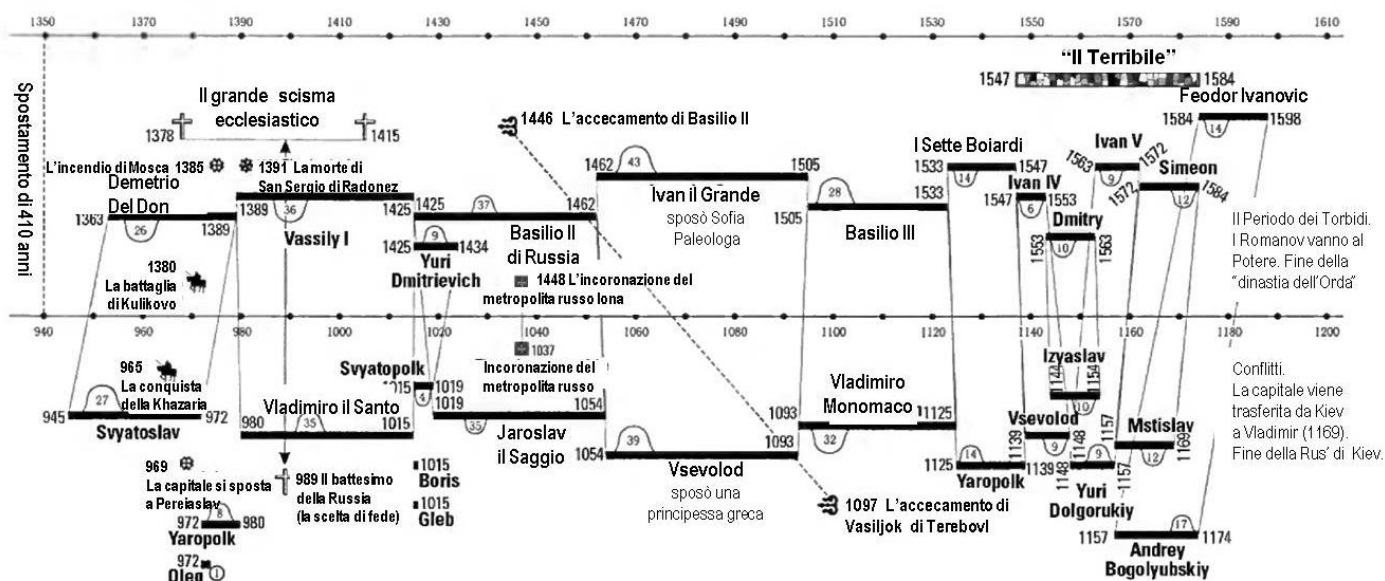 1350 1370 1390 1410 1430 1450 1470 1490 1510 1530 1550 1570 1590 1610
Spostamento di 410 anni
"Il Terribile"
1547 1584
Il grande scisma
ecclesiastico
1378 1415
L'incendio di Mosca 1385
1391 La morte di
San Sergio di Radonez
1446 L'accecamento di Basilio II
Demetrio
Del Don
1363 26 1389
1389 36 1425
Vassily I
1425 37 1462
Basilio II
di Russia
1425 9 1434
Yuri
Dmitrievich
1462 43 1505
Ivan il Grande
sposò Sofia
Paleologa
1505 28 1533
Basilio III
I Sette Boiardi
1533 14 1547
Ivan IV
1547 6 1553
Dmitry
1553 10 1563
Ivan V
1563 9 1572
Simeon
1572 12 1584
Feodor Ivanovic
1584 14 1598
1380
La battaglia
di Kulikovo
1448 L'incoronazione del
metropolita russo Iona
Il Periodo dei Torbidi.
I Romanov vanno al
Potere. Fine della
"dinastia dell'Orda"
940 960 980 1000 1020 1040 1060 1080 1100 1120 1140 1160 1180 1200
965
La conquista
della Khazaria
945 27 972
Svyatoslav
Vladimiro il Santo
980 35 1015
Svyatopolk
1015 4 1019
1037
Incoronazione del
metropolita russo
1019 35 1054
Jaroslav
il Saggio
1054 39 1093
Vsevolod
sposò una
principessa greca
Vladimiro
Monomaco
1093 32 1125
1125 14 1139
Yaropolk
Vsevolod
1139 9 1148
Izyaslav
1144 10 1154
1148 9 1157
1157
Yuri
Dolgorukiy
Mstislav
1157 12 1169
1157 17 1174
Andrey
Bogolyubskiy
Conflitti.
La capitale viene
trasferita da Kiev
a Vladimir (1169).
Fine della Rus' di Kiev.
969
La capitale si sposta
a Pereiaslav
989 Il battesimo
della Russia
(la scelta di fede)
1015
Boris
1015
Gleb
1097 L'accecamento di
Vasiljok di Terebovl
972 8 980
Yaropolk
972
Oleg 1